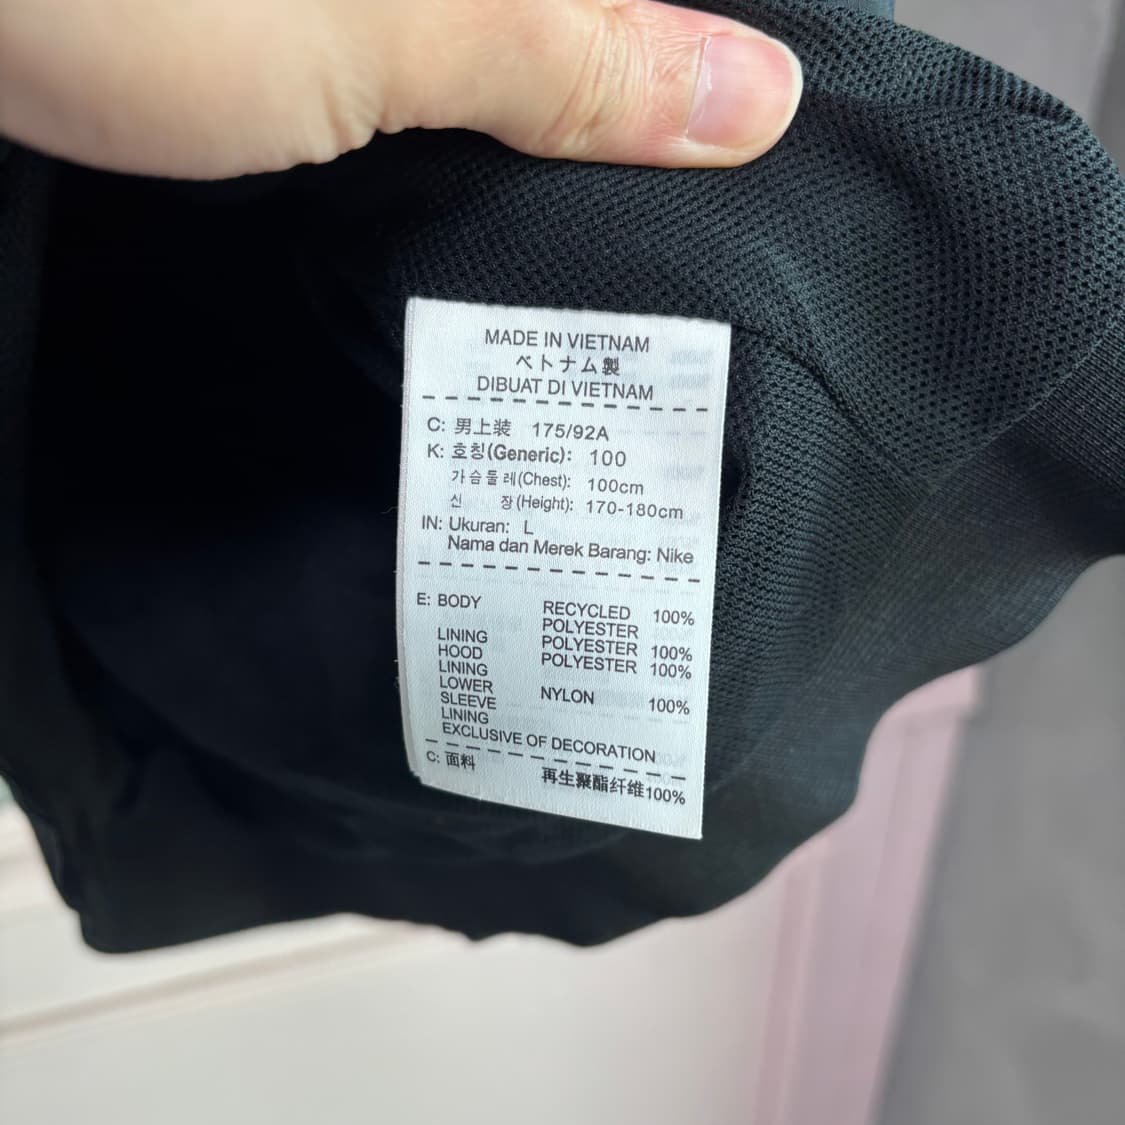 MADE IN VIETNAM
ベトナム製
DIBUAT DI VIETNAM
C: 男上装 175/92A
K: 호칭(Generic): 100
가슴둘레(Chest): 100cm
신 장(Height): 170-180cm
IN: Ukuran: L
Nama dan Merek Barang: Nike
E: BODY RECYCLED 100%
POLYESTER
LINING POLYESTER 100%
HOOD POLYESTER 100%
LINING
LOWER NYLON 100%
SLEEVE
LINING
EXCLUSIVE OF DECORATION
C: 面料 再生聚酯纤维100%